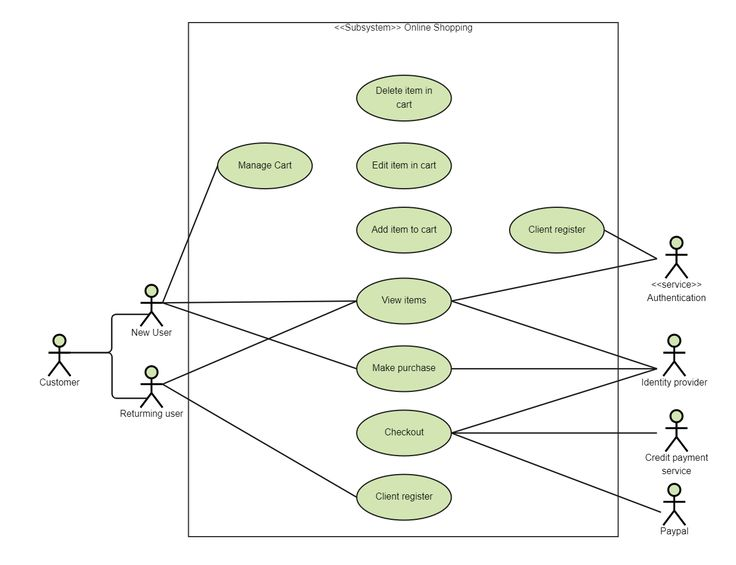 <<Subsystem>> Online Shopping
Delete item in
cart
Manage Cart
Edit item in cart
Add item to cart
Client register
<<service>>
Authentication
View items
New User
Customer
Make purchase
Identity provider
Returming user
Checkout
Credit payment
service
Client register
Paypal